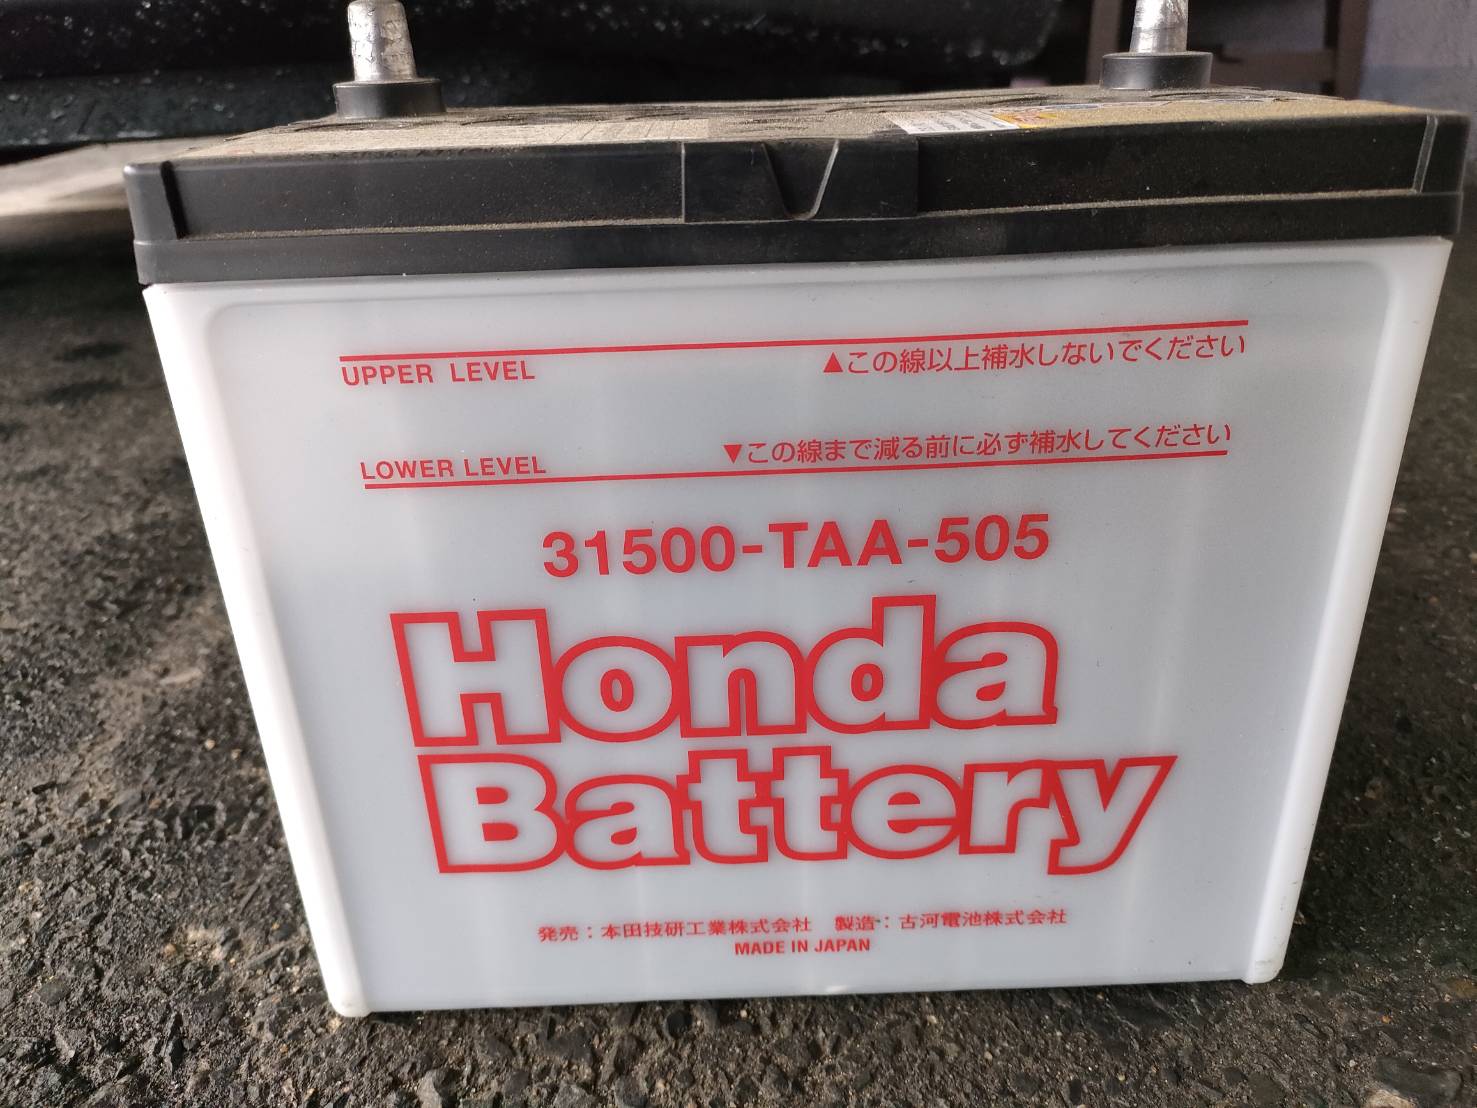 UPPER LEVEL ▲この線以上補水しないでください
LOWER LEVEL ▼この線まで減る前に必ず補水してください
31500-TAA-505
Honda
Battery
発売：本田技研工業株式会社 製造：古河電池株式会社
MADE IN JAPAN